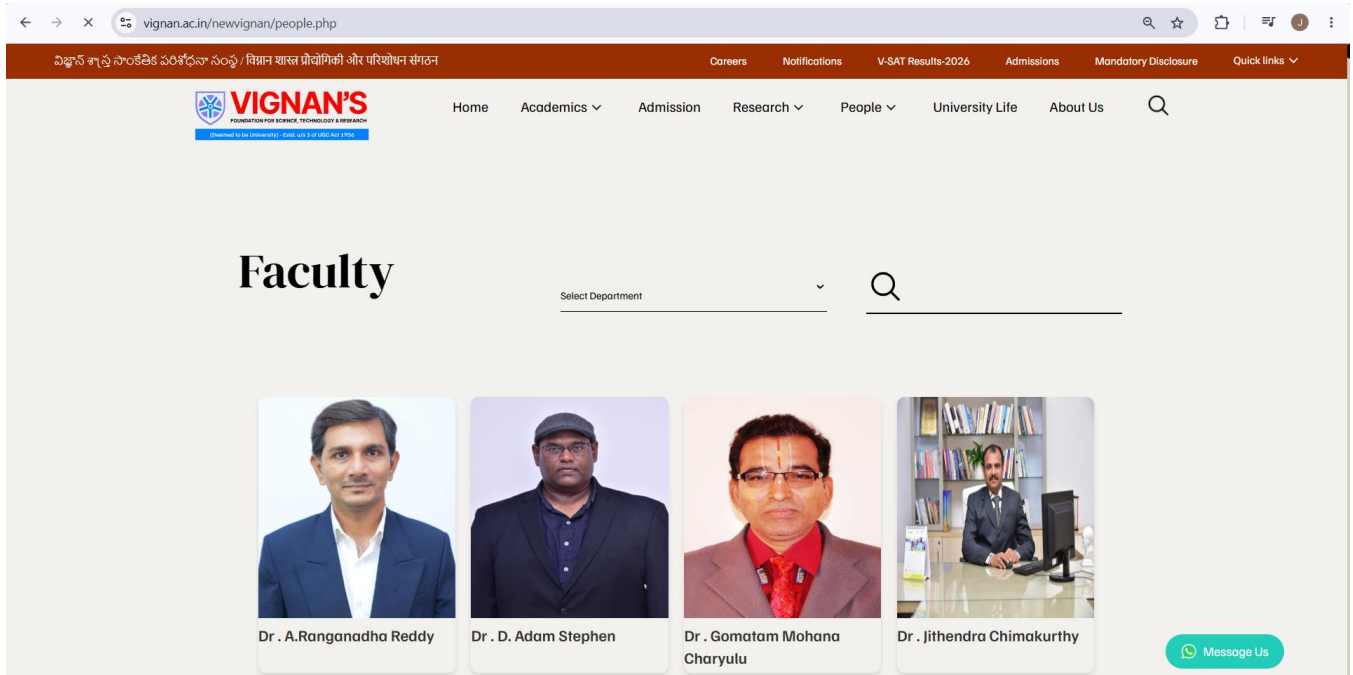 vignan.ac.in/newvignan/people.php
J
విజ్ఞాన్ శాస్త్ర సాంకేతిక పరిశోధనా సంస్థ / विज्ञान शास्त्र प्रौद्योगिकी और परिशोधन संगठन
Careers Notifications V-SAT Results-2026 Admissions Mandatory Disclosure Quick links
VIGNAN'S
FOUNDATION FOR SCIENCE, TECHNOLOGY & RESEARCH
(Deemed to be University) - Estd. u/s 3 of UGC Act 1956
Home Academics Admission Research People University Life About Us
Faculty
Select Department
Dr . A.Ranganadha Reddy
Dr . D. Adam Stephen
Dr . Gomatam Mohana
Charyulu
Dr . Jithendra Chimakurthy
Message Us